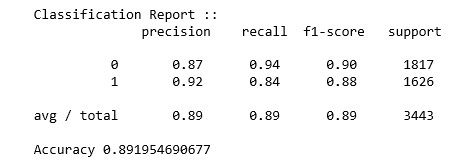 Classification Report ::
precision recall f1-score support
0 0.87 0.94 0.90 1817
1 0.92 0.84 0.88 1626
avg / total 0.89 0.89 0.89 3443
Accuracy 0.891954690677